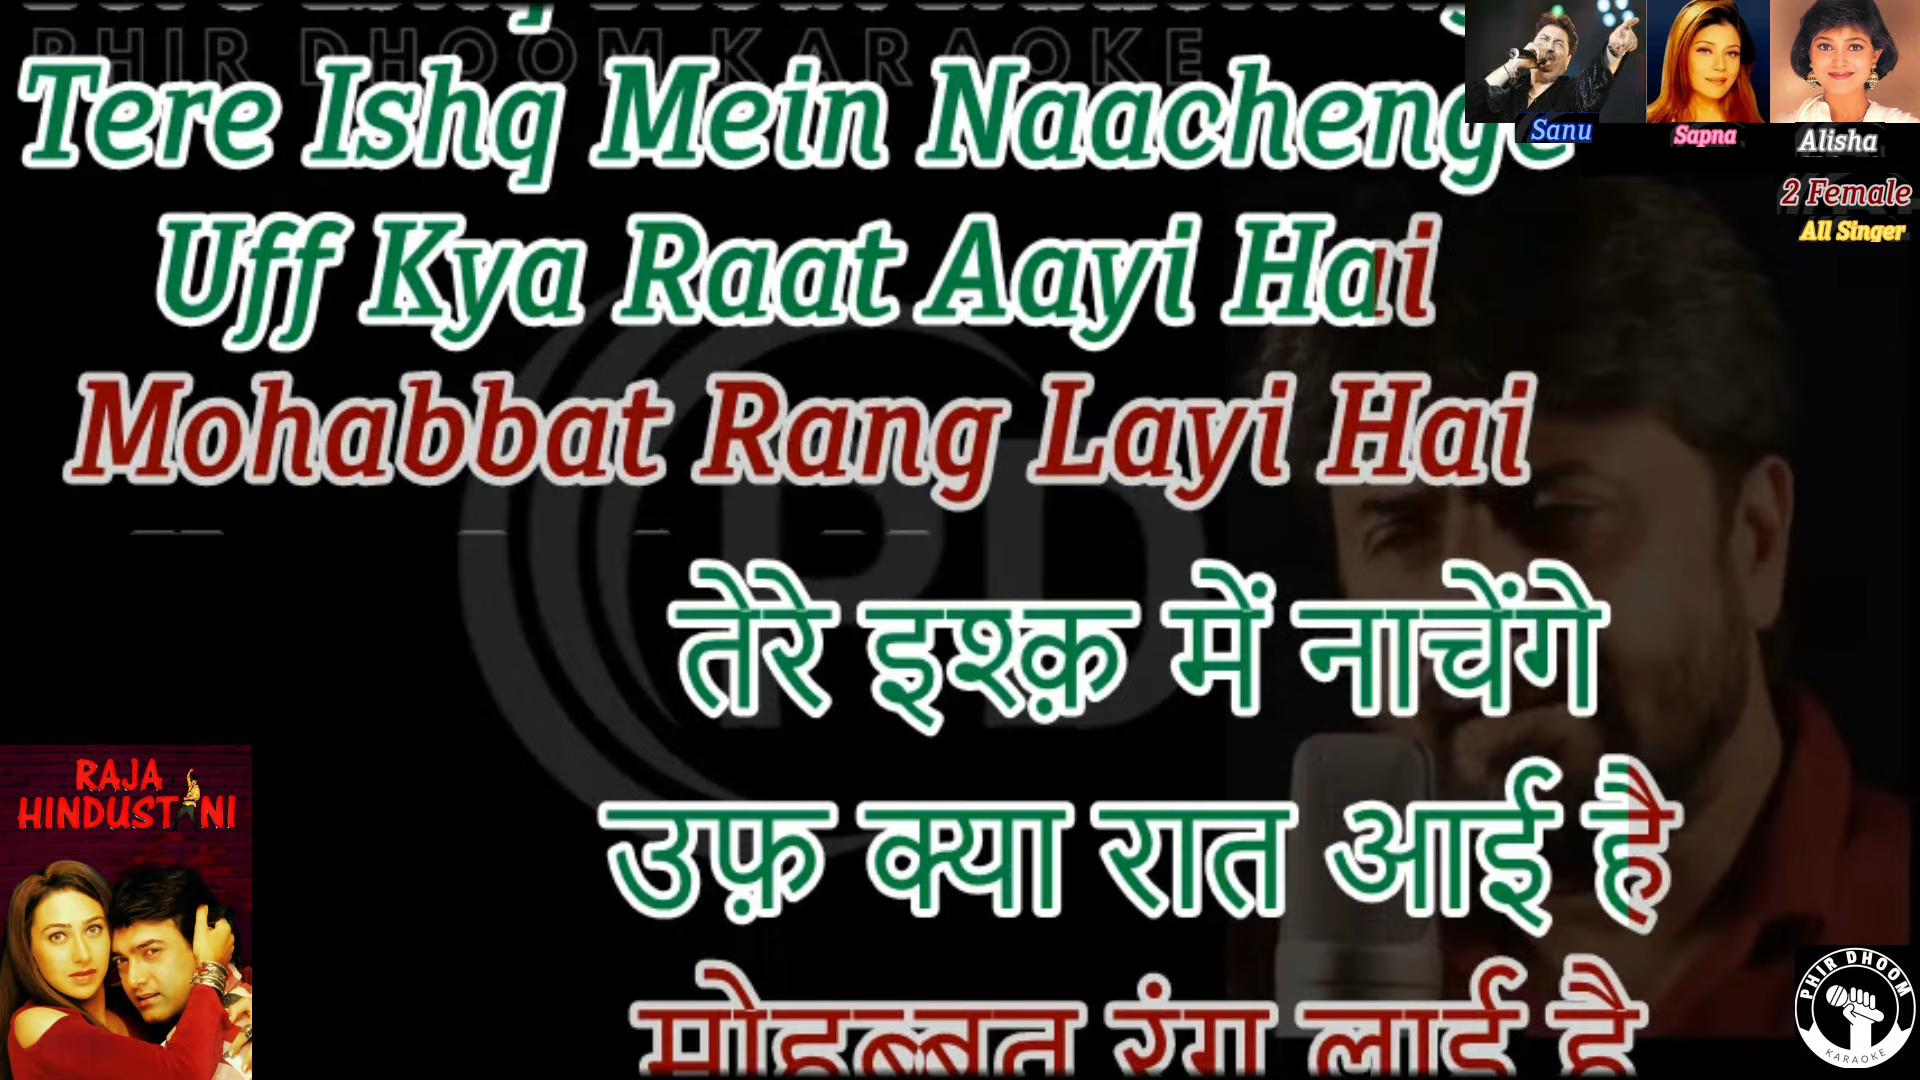 PHIR DHOOM KARAOKE
Tere Ishq Mein Naachenge
Uff Kya Raat Aayi Hai
Mohabbat Rang Layi Hai
Sanu
Sapna
Alisha
2 Female
All Singer
तेरे इश्क़ में नाचेंगे
उफ़ क्या रात आई है
मोहब्बत रंग लाई है
PD
RAJA
HINDUSTANI
PHIR DHOOM
KARAOKE